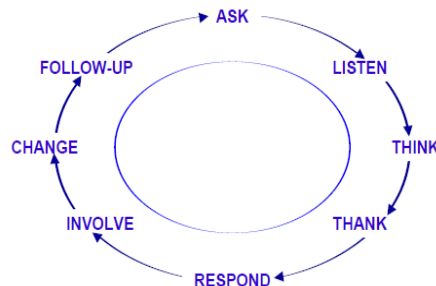 ASK
FOLLOW-UP
LISTEN
CHANGE
THINK
INVOLVE
THANK
RESPOND